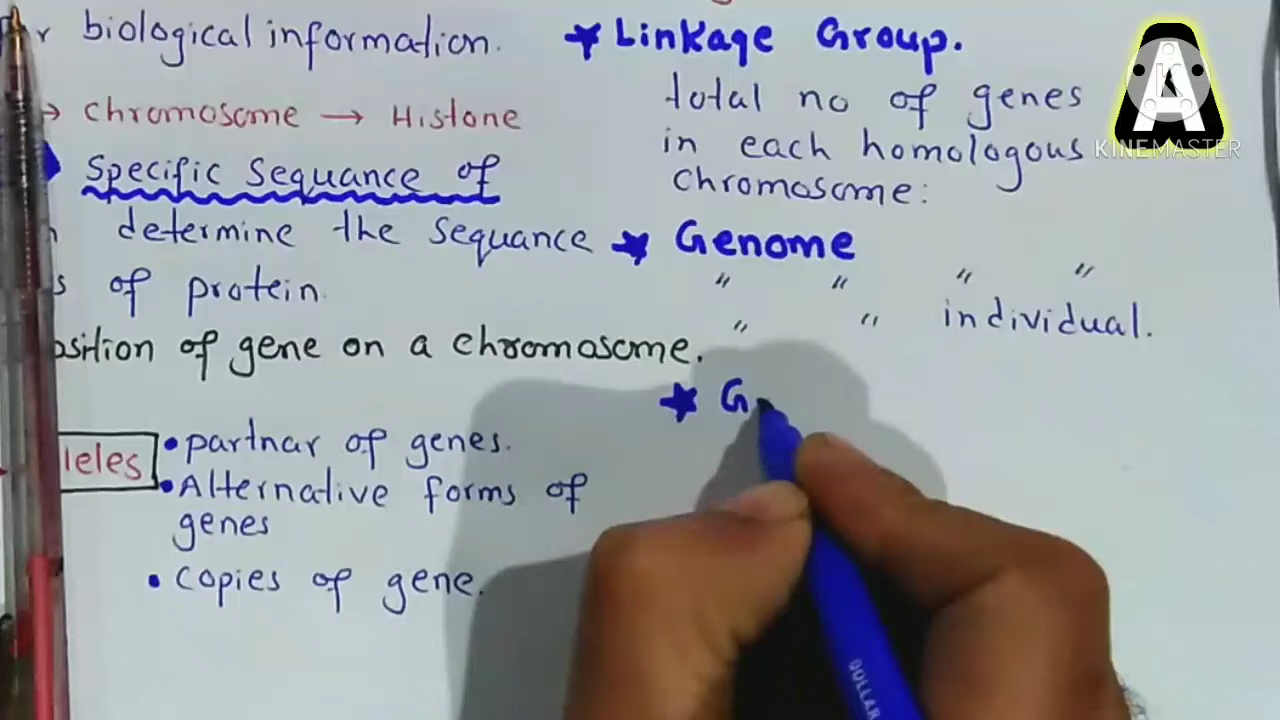 biological information.
→ chromosome → Histone
Specific Sequance of
determine the Sequance
of protein
of gene on a chromosome.
partnar of genes.
Alternative forms of
genes
copies of gene.
Linkage Group.
total no of genes
in each homologous
chromosome:
Genome
" " " "
" " individual.
G
A
K
KINEMASTER
DOLLAR